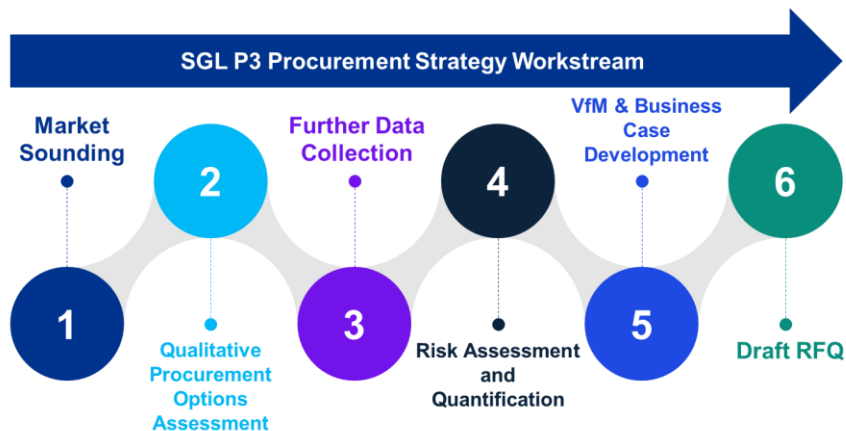 SGL P3 Procurement Strategy Workstream
Market
Sounding
1
2
Qualitative
Procurement
Options
Assessment
Further Data
Collection
3
4
Risk Assessment
and
Quantification
VfM & Business
Case
Development
5
6
Draft RFQ